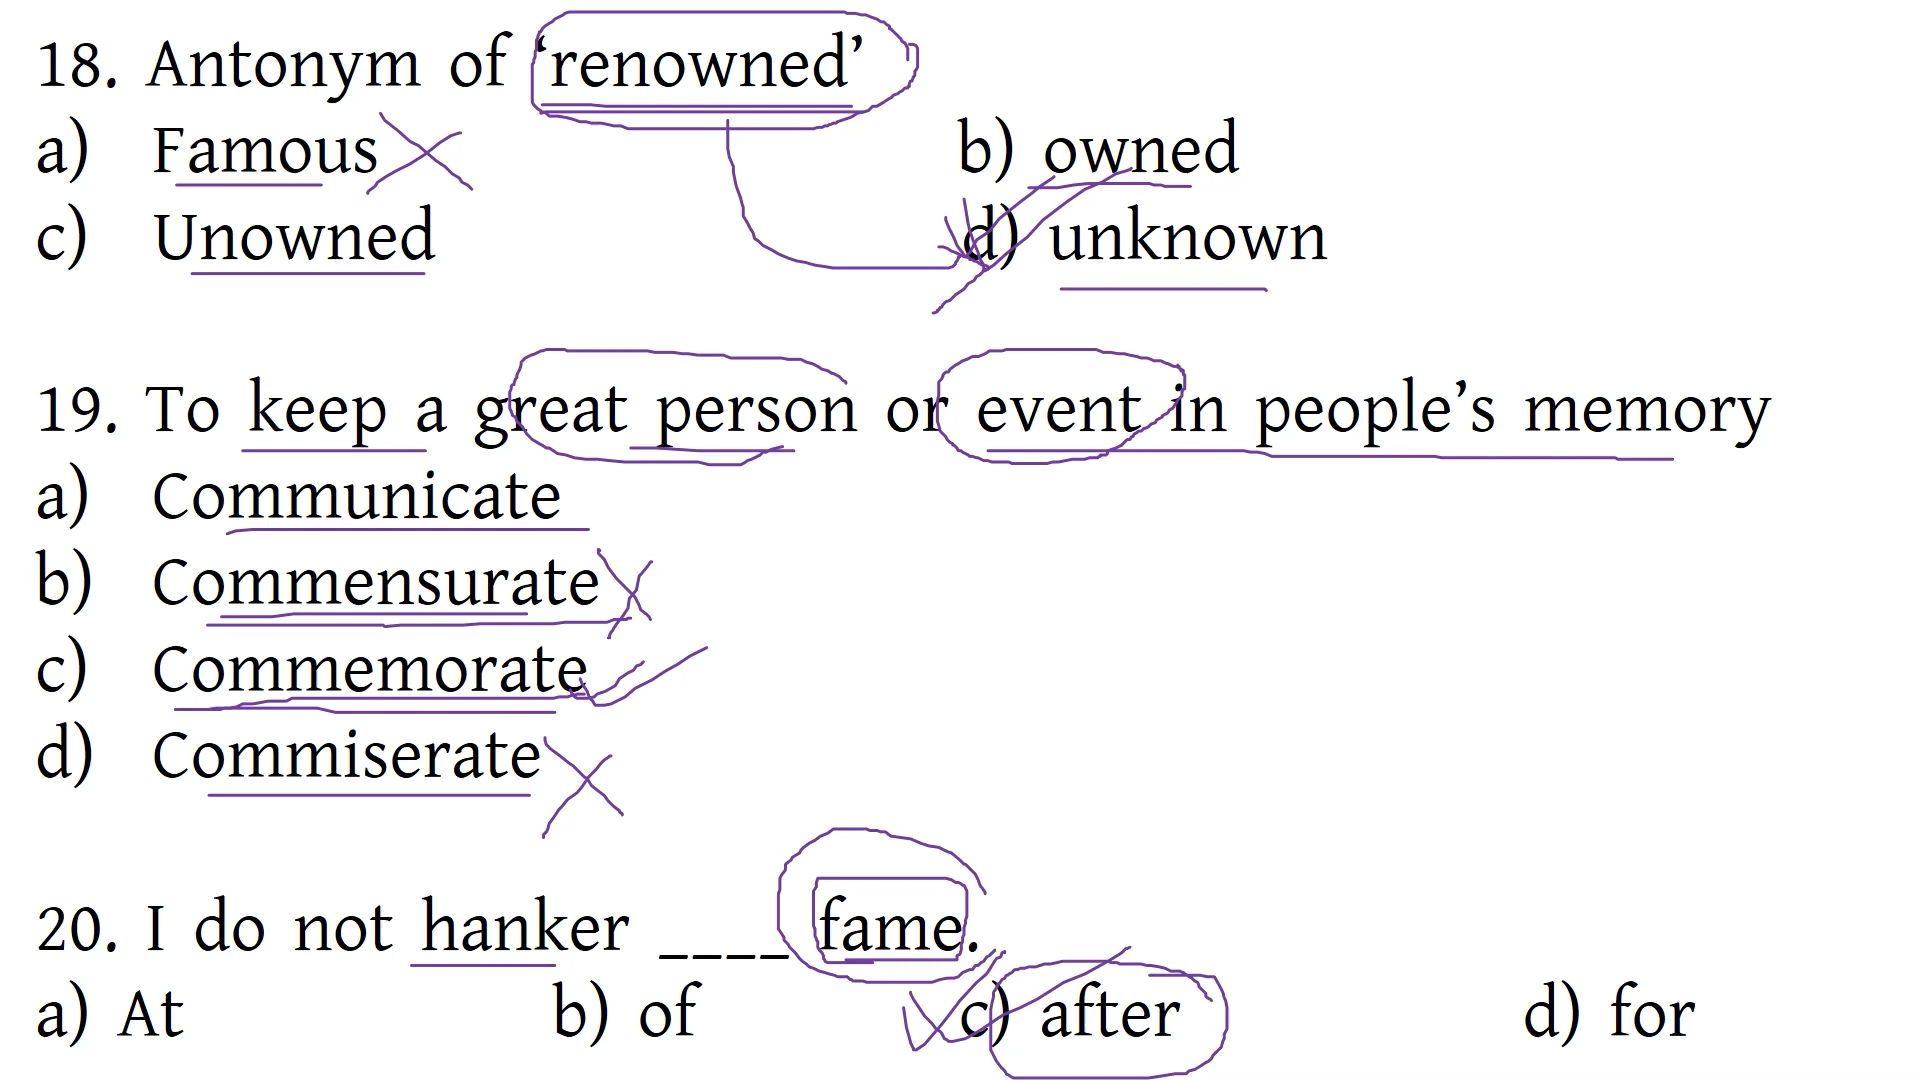 18. Antonym of ‘renowned’
a) Famous b) owned
c) Unowned d) unknown
19. To keep a great person or event in people’s memory
a) Communicate
b) Commensurate
c) Commemorate
d) Commiserate
20. I do not hanker ____ fame.
a) At b) of c) after d) for